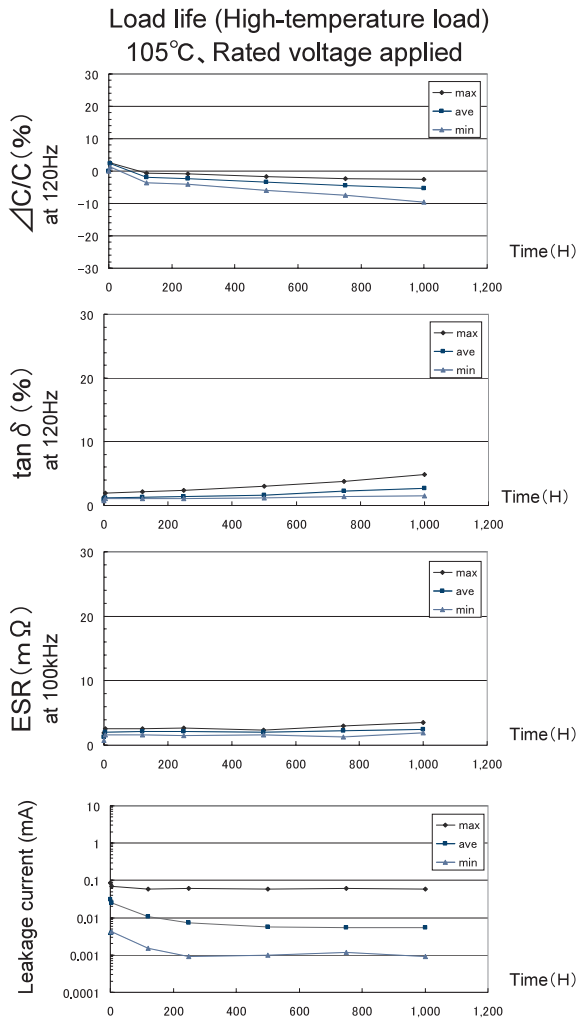 Load life (High-temperature load)
105℃、Rated voltage applied
⊿C/C(%)
at 120Hz
30
20
10
0
-10
-20
-30
max
ave
min
0 200 400 600 800 1,000 1,200
Time(H)
tan δ (%)
at 120Hz
30
20
10
0
max
ave
min
0 200 400 600 800 1,000 1,200
Time(H)
ESR(mΩ)
at 100kHz
30
20
10
0
max
ave
min
0 200 400 600 800 1,000 1,200
Time(H)
Leakage current (mA)
10
1
0.1
0.01
0.001
0.0001
max
ave
min
0 200 400 600 800 1,000 1,200
Time(H)